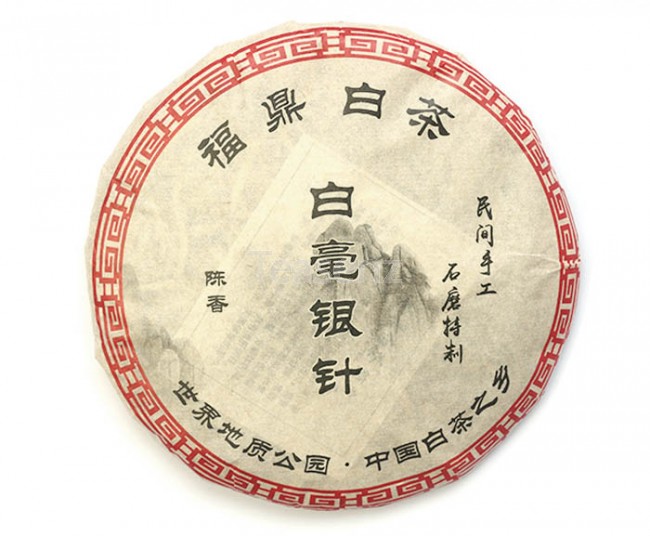 福鼎白茶
白毫银针
陈香
民间手工
石磨特制
世界地质公园·中国白茶之乡